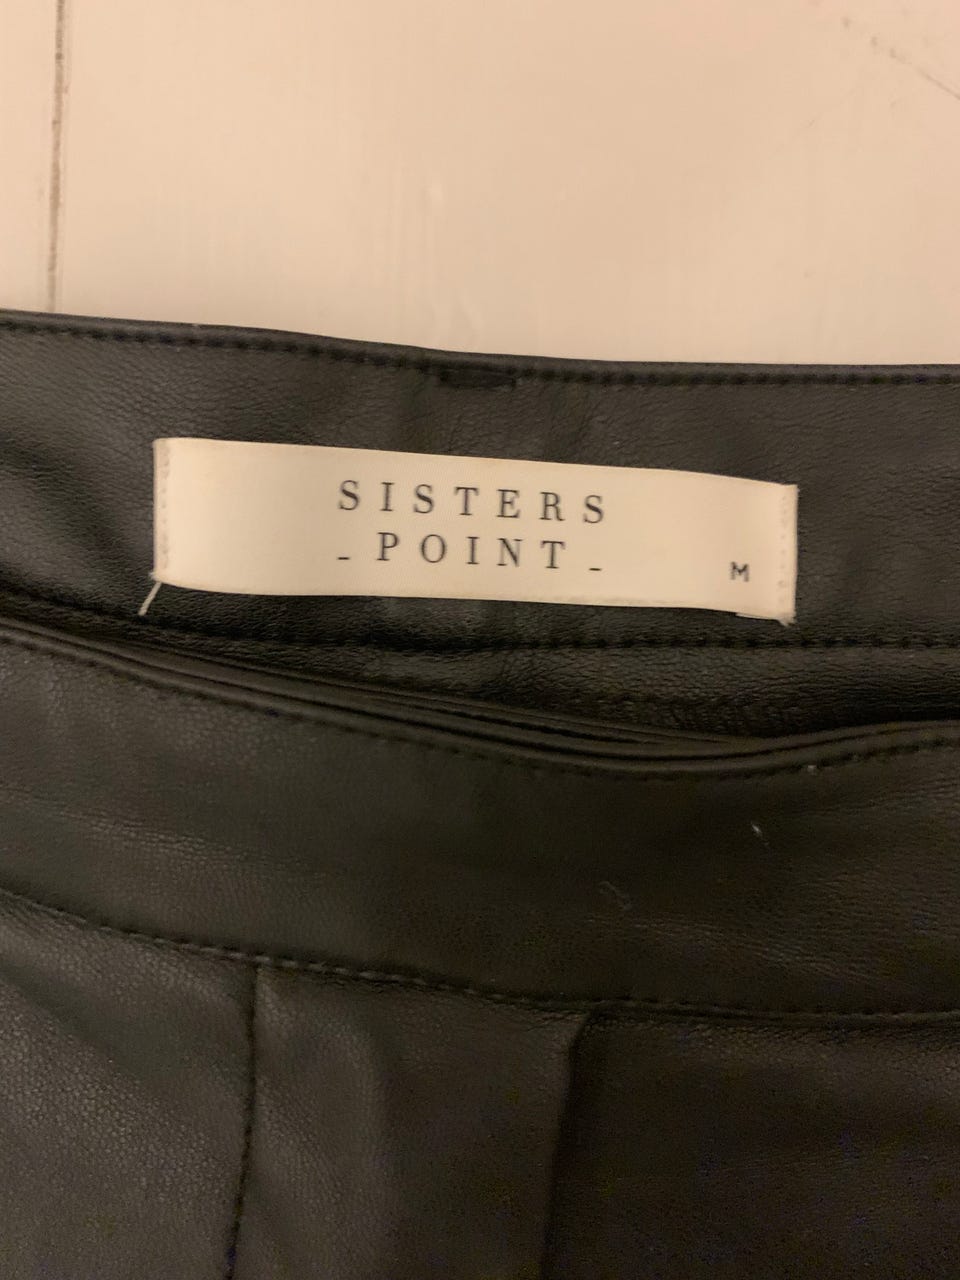 SISTERS
- POINT -
M